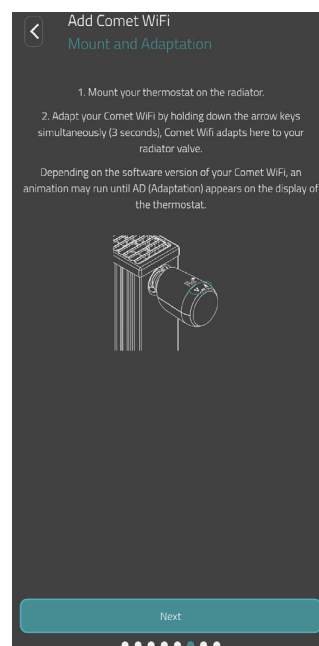 Add Comet WiFi
Mount and Adaptation
1. Mount your thermostat on the radiator.
2. Adapt your Comet WiFi by holding down the arrow keys
simultaneously (3 seconds), Comet Wifi adapts here to your
radiator valve.
Depending on the software version of your Comet WiFi, an
animation may run until AD (Adaptation) appears on the display of
the thermostat.
Next